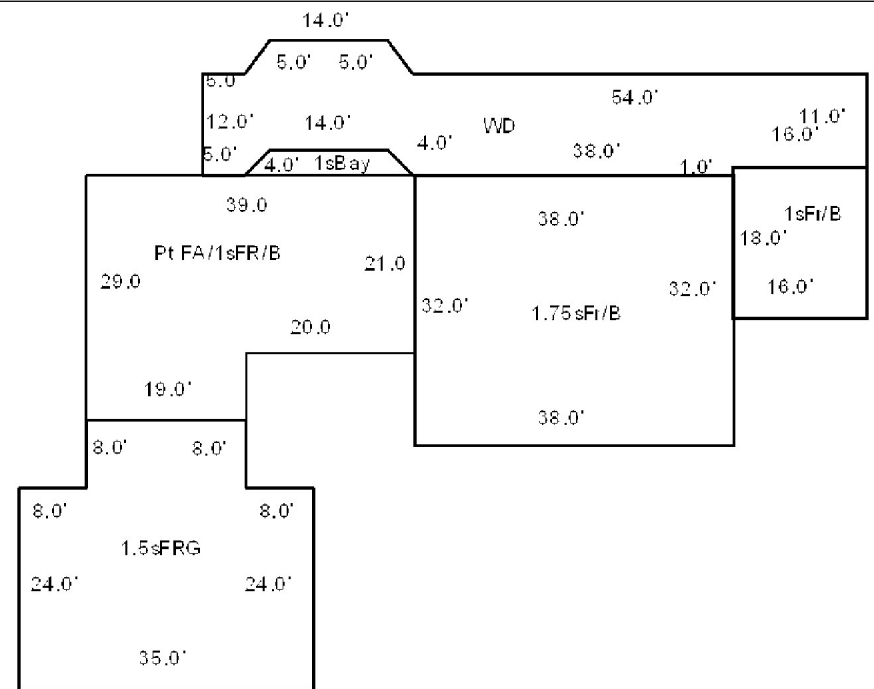 14.0'
5.0' 5.0'
5.0'
54.0'
12.0' 14.0' WD 11.0'
4.0' 16.0'
5.0' 38.0'
4.0' 1sBay 1.0'
39.0 38.0' 1sFr/B
18.0'
Pt FA/1sFR/B 21.0
29.0 32.0' 16.0'
32.0' 1.75sFr/B
20.0
19.0' 38.0'
8.0' 8.0'
8.0' 8.0'
1.5sFRG
24.0' 24.0'
35.0'